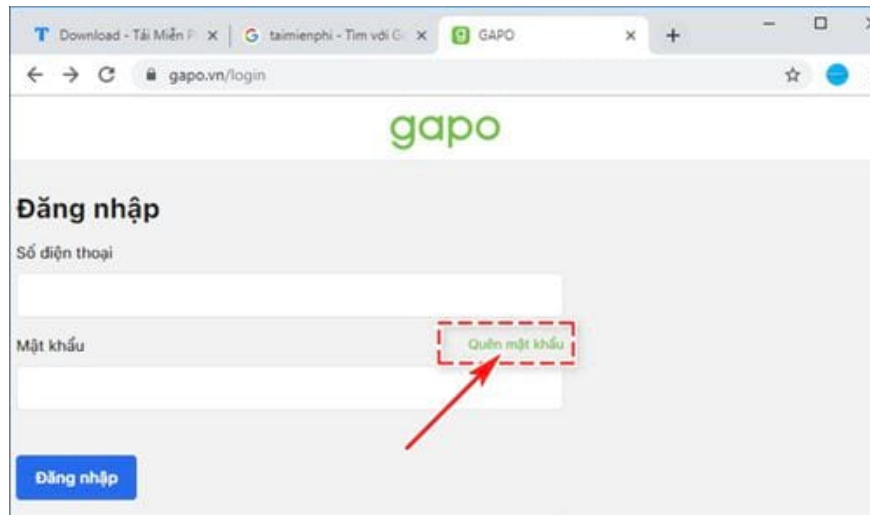 T Download - Tải Miễn P
G taimienphi - Tìm với G
g GAPO
gapo.vn/login
gapo
Đăng nhập
Số điện thoại
Mật khẩu
Quên mật khẩu
Đăng nhập